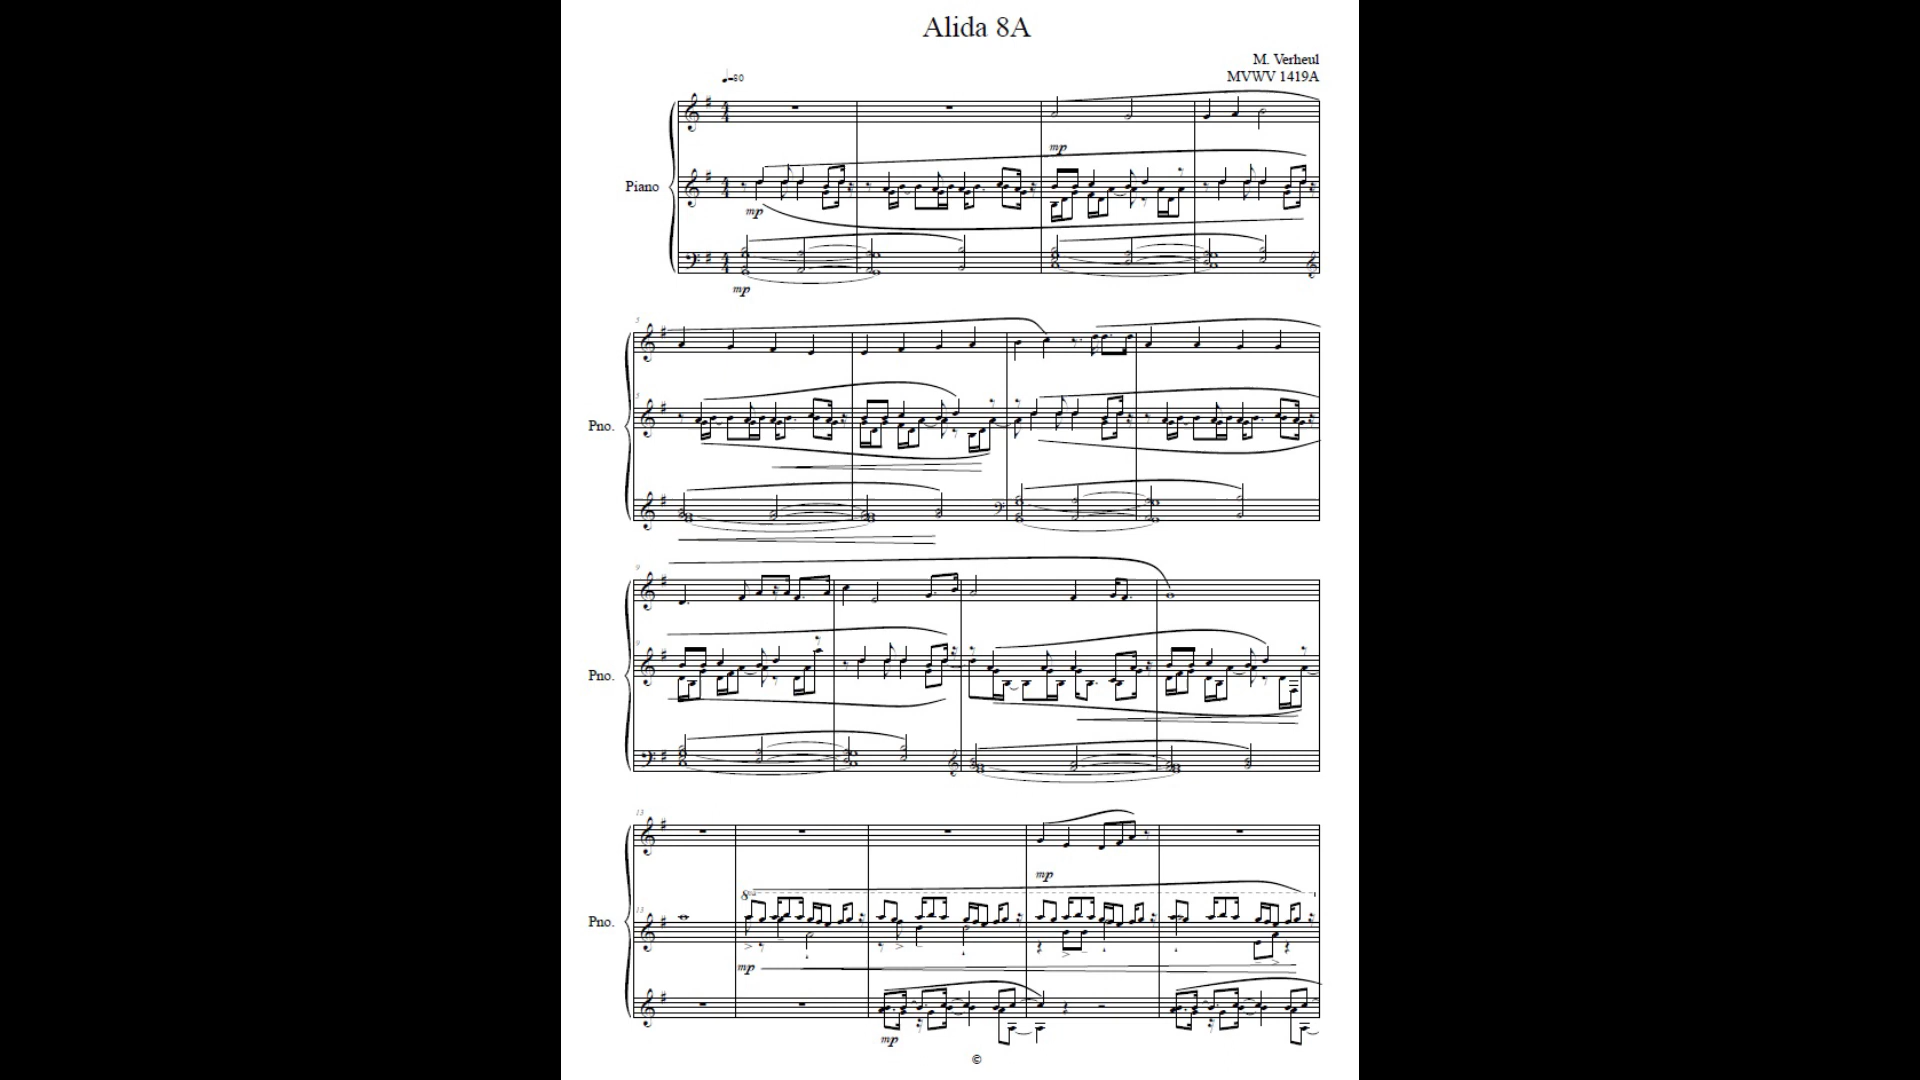 Alida 8A
M. Verheul
MVWV 1419A
♩=80
mp
Piano
mp
mp
5
5
Pno.
9
9
Pno.
13
mp
8va
13
Pno.
mp
mp
©